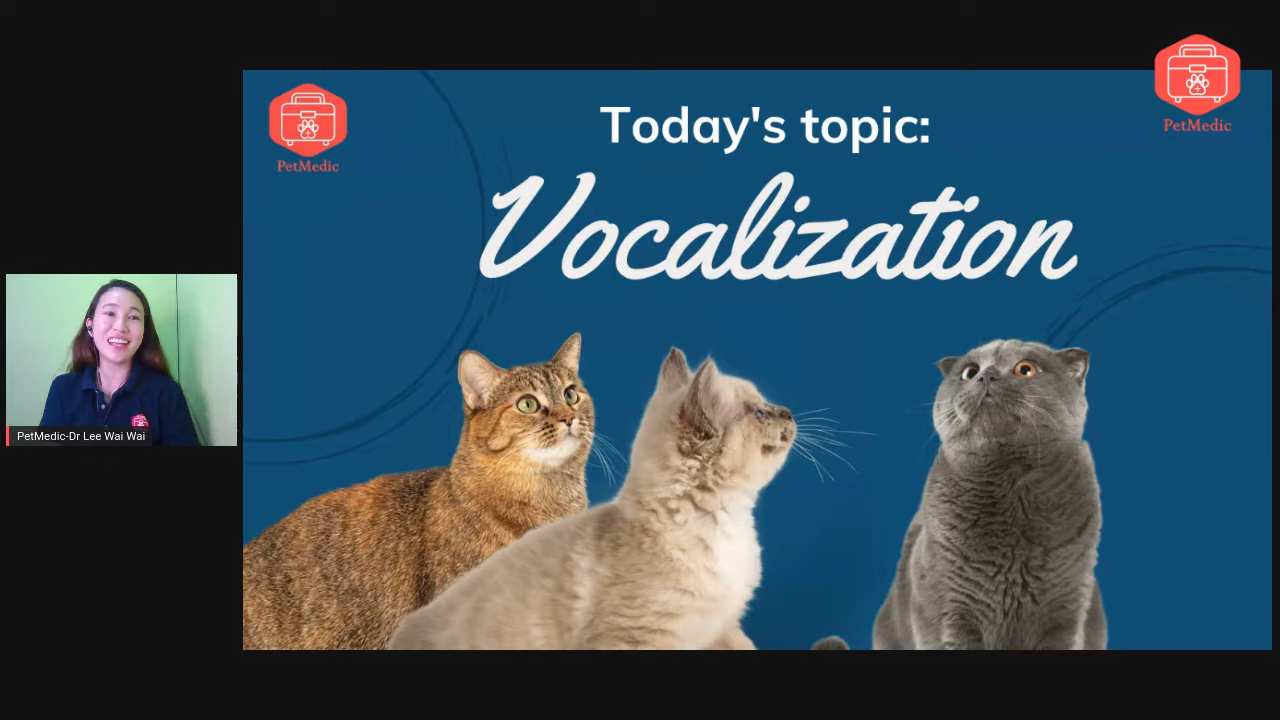 PetMedic
Today's topic:
PetMedic
Vocalization
PetMedic-Dr Lee Wai Wai